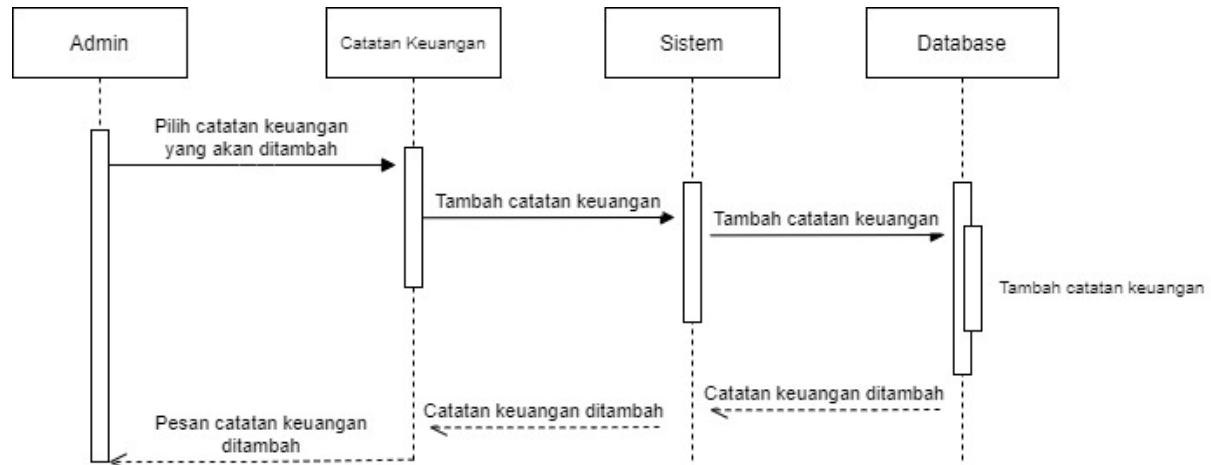 Admin
Catatan Keuangan
Sistem
Database
Pilih catatan keuangan
yang akan ditambah
Tambah catatan keuangan
Tambah catatan keuangan
Tambah catatan keuangan
Catatan keuangan ditambah
Catatan keuangan ditambah
Pesan catatan keuangan
ditambah